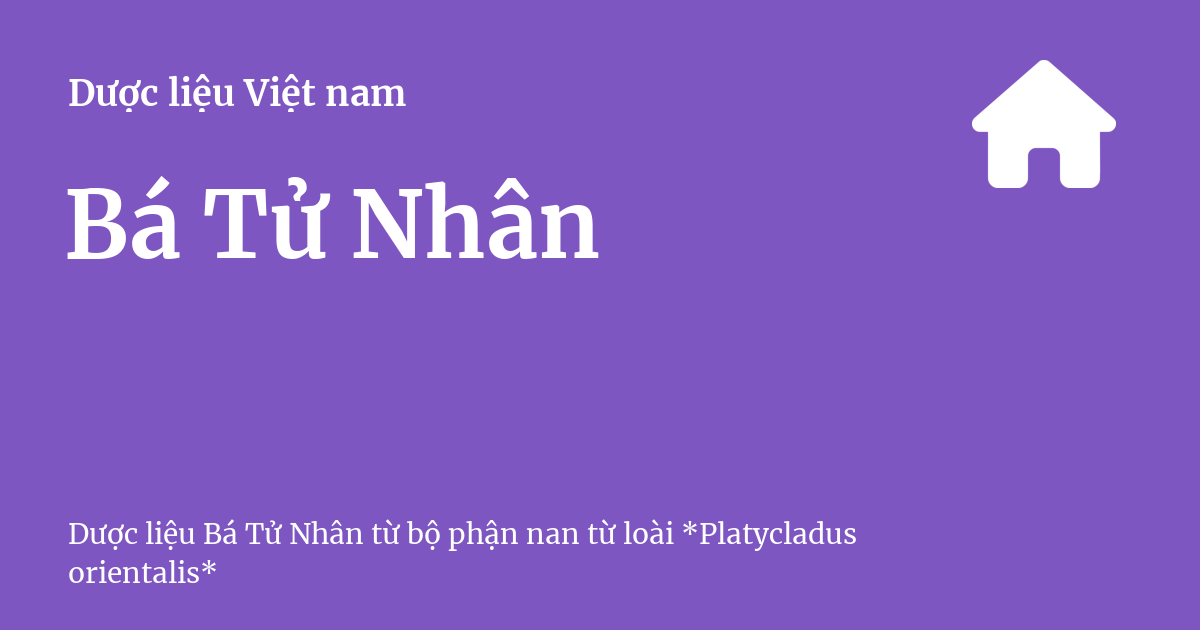 Dược liệu Việt nam
Bá Tử Nhân
Dược liệu Bá Tử Nhân từ bộ phận nan từ loài *Platycladus
orientalis*